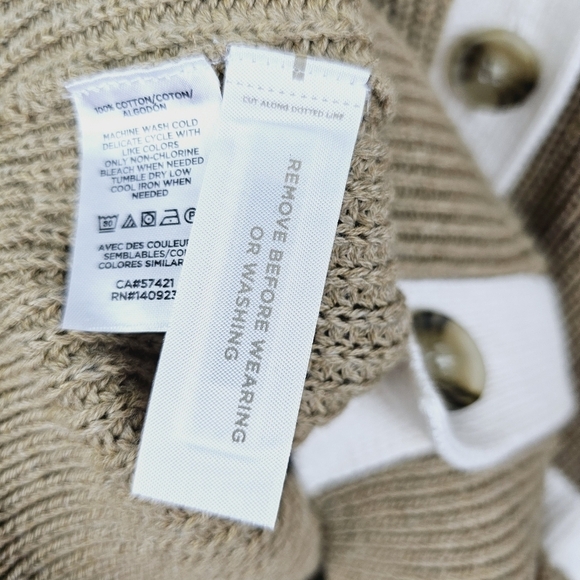 100% COTTON/COTON/
ALGODÓN
MACHINE WASH COLD
DELICATE CYCLE WITH
LIKE COLORS
ONLY NON-CHLORINE
BLEACH WHEN NEEDED
TUMBLE DRY LOW
COOL IRON WHEN
NEEDED
AVEC DES COULEU
SEMBLABLES/CO
COLORES SIMILAR
CA#57421
RN#140923
CUT ALONG DOTTED LINE
REMOVE BEFORE WEARING
OR WASHING